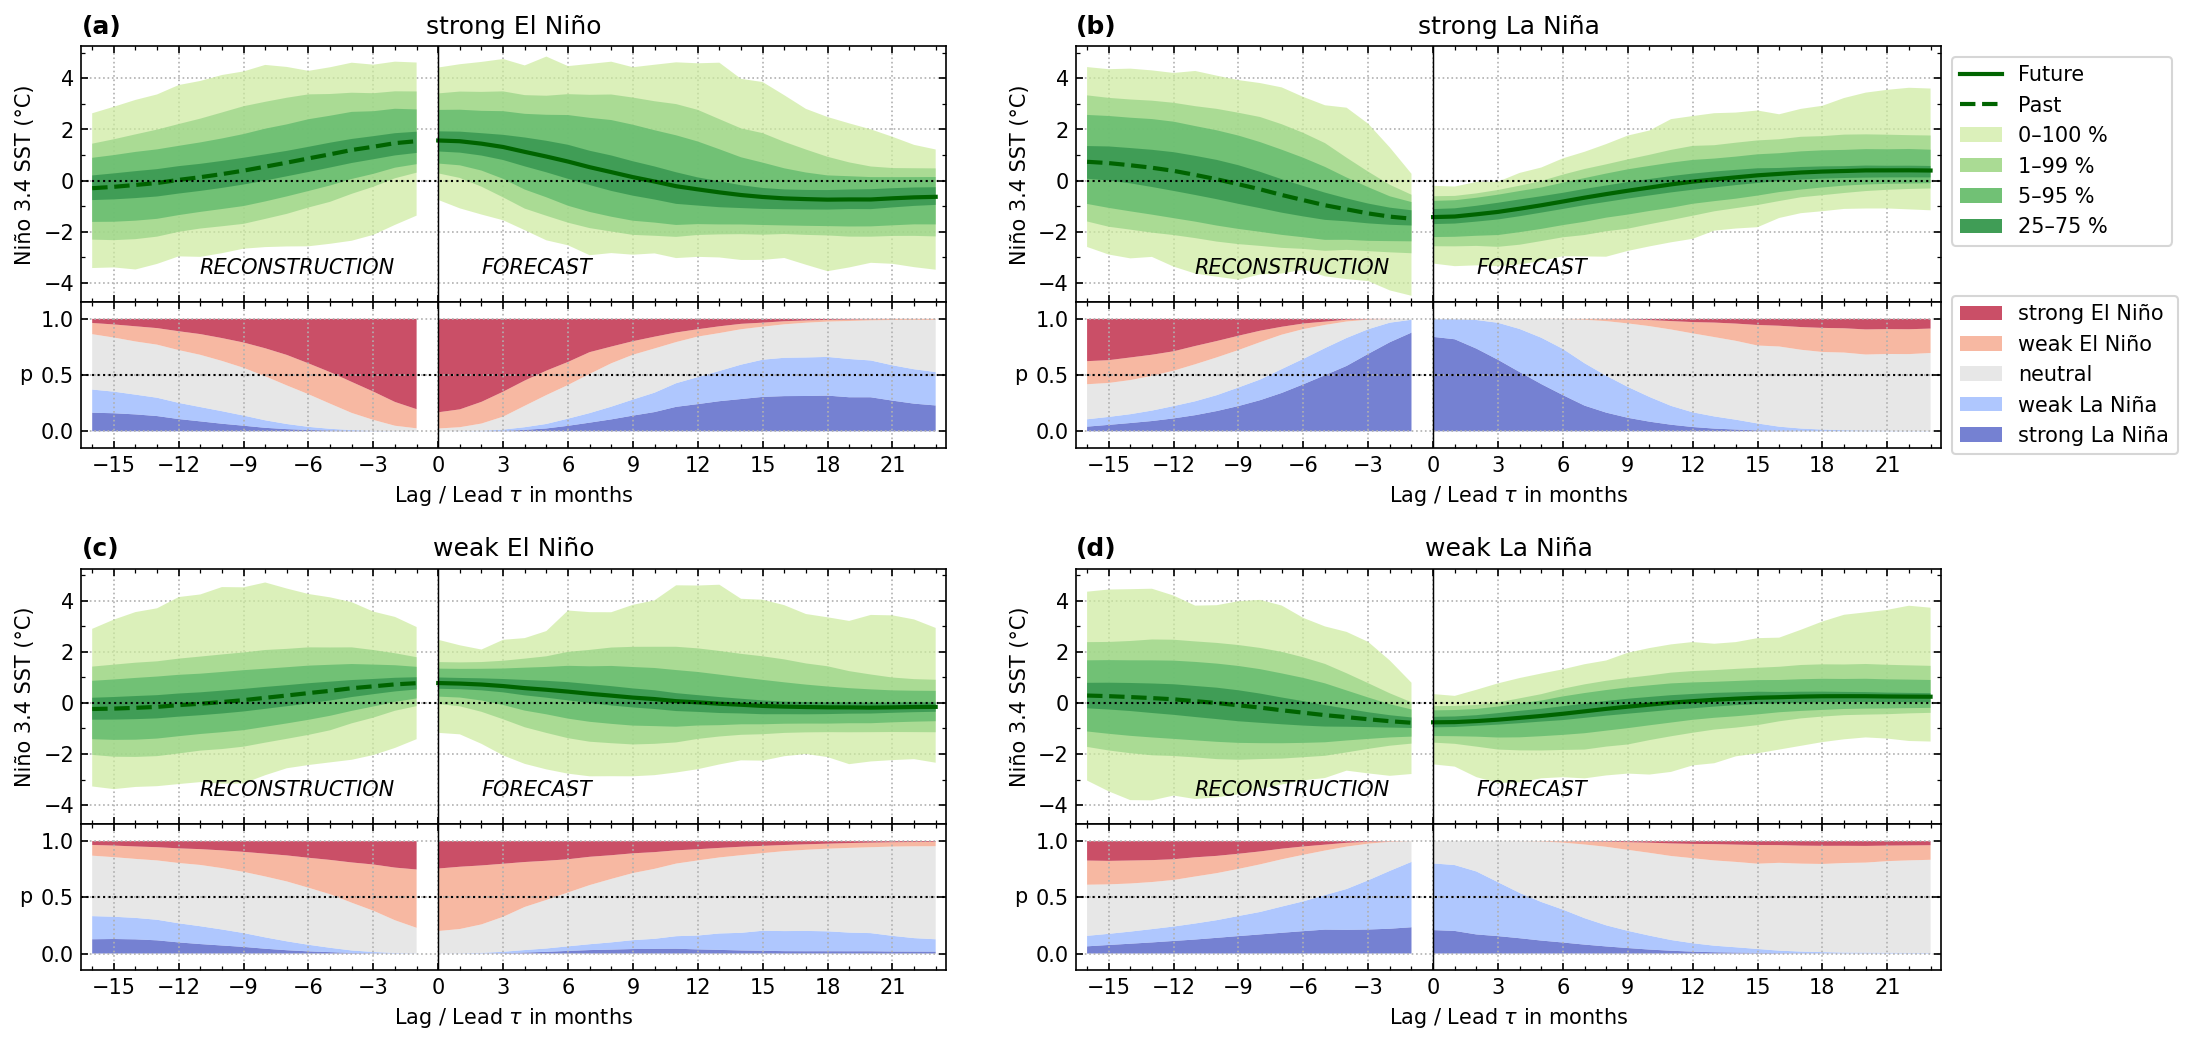 (a) strong El Niño
Niño 3.4 SST (°C)
4
2
0
−2
−4
RECONSTRUCTION FORECAST
p
1.0
0.5
0.0
−15 −12 −9 −6 −3 0 3 6 9 12 15 18 21
Lag / Lead τ in months
(b) strong La Niña
Niño 3.4 SST (°C)
4
2
0
−2
−4
RECONSTRUCTION FORECAST
p
1.0
0.5
0.0
−15 −12 −9 −6 −3 0 3 6 9 12 15 18 21
Lag / Lead τ in months
Future
Past
0–100 %
1–99 %
5–95 %
25–75 %
strong El Niño
weak El Niño
neutral
weak La Niña
strong La Niña
(c) weak El Niño
Niño 3.4 SST (°C)
4
2
0
−2
−4
RECONSTRUCTION FORECAST
p
1.0
0.5
0.0
−15 −12 −9 −6 −3 0 3 6 9 12 15 18 21
Lag / Lead τ in months
(d) weak La Niña
Niño 3.4 SST (°C)
4
2
0
−2
−4
RECONSTRUCTION FORECAST
p
1.0
0.5
0.0
−15 −12 −9 −6 −3 0 3 6 9 12 15 18 21
Lag / Lead τ in months